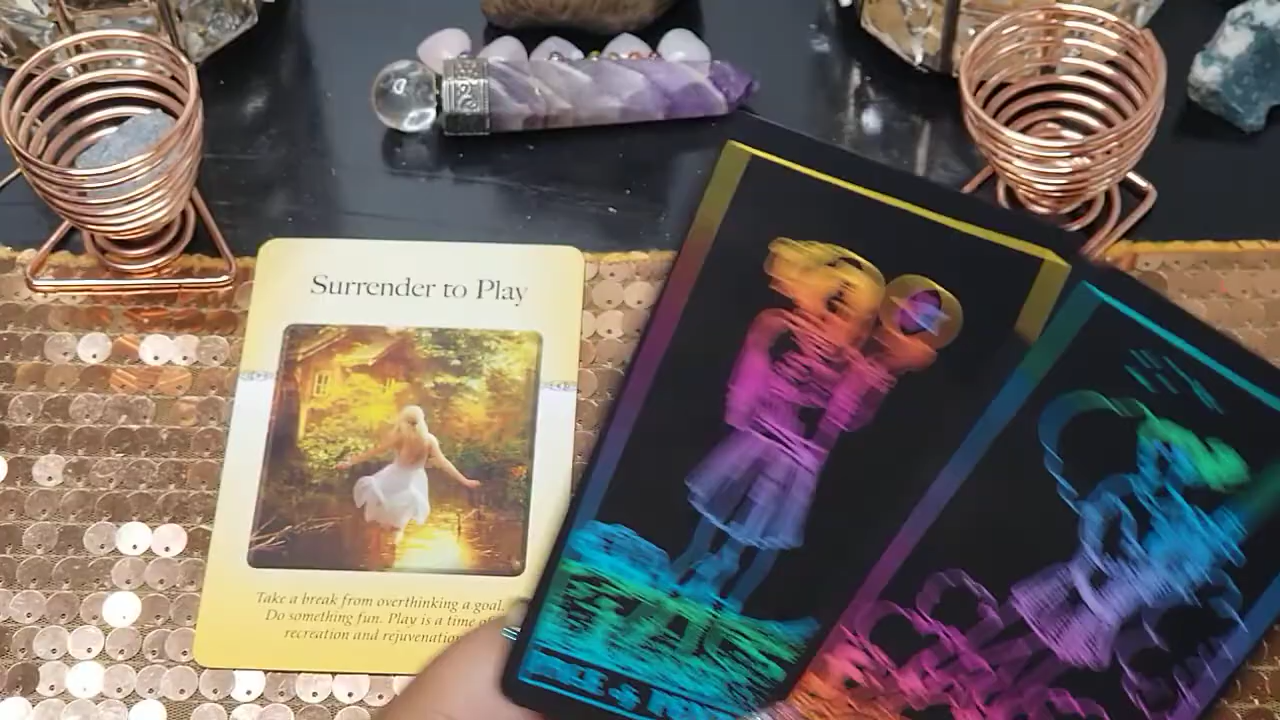 Surrender to Play
Take a break from overthinking a goal.
Do something fun. Play is a time of
recreation and rejuvenation